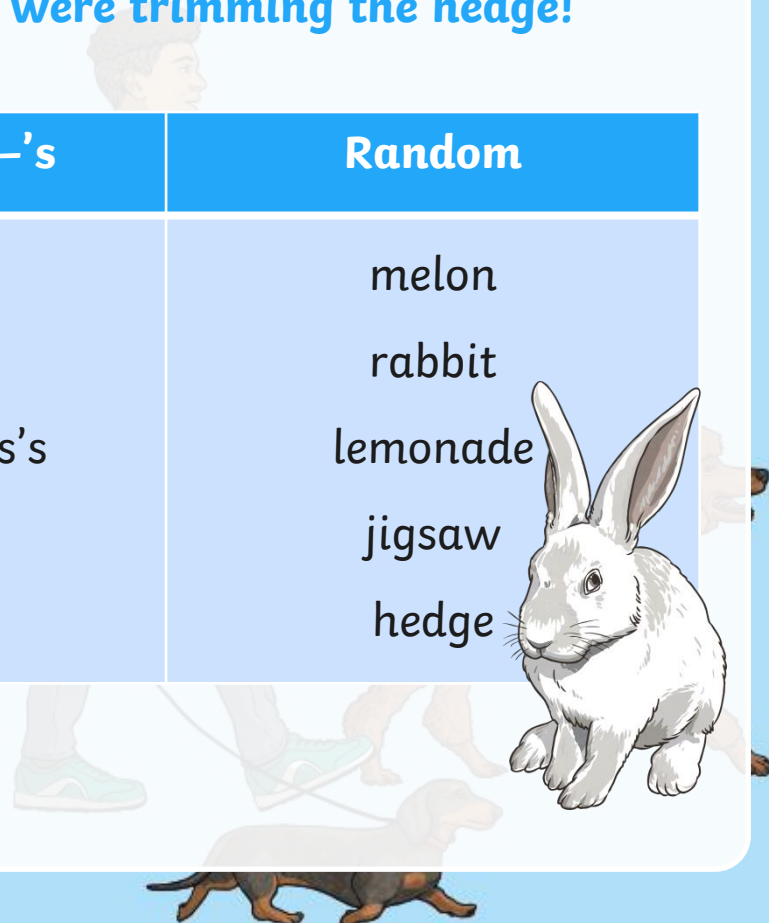 were trimming the hedge!
–’s
Random
melon
rabbit
s’s
lemonade
jigsaw
hedge